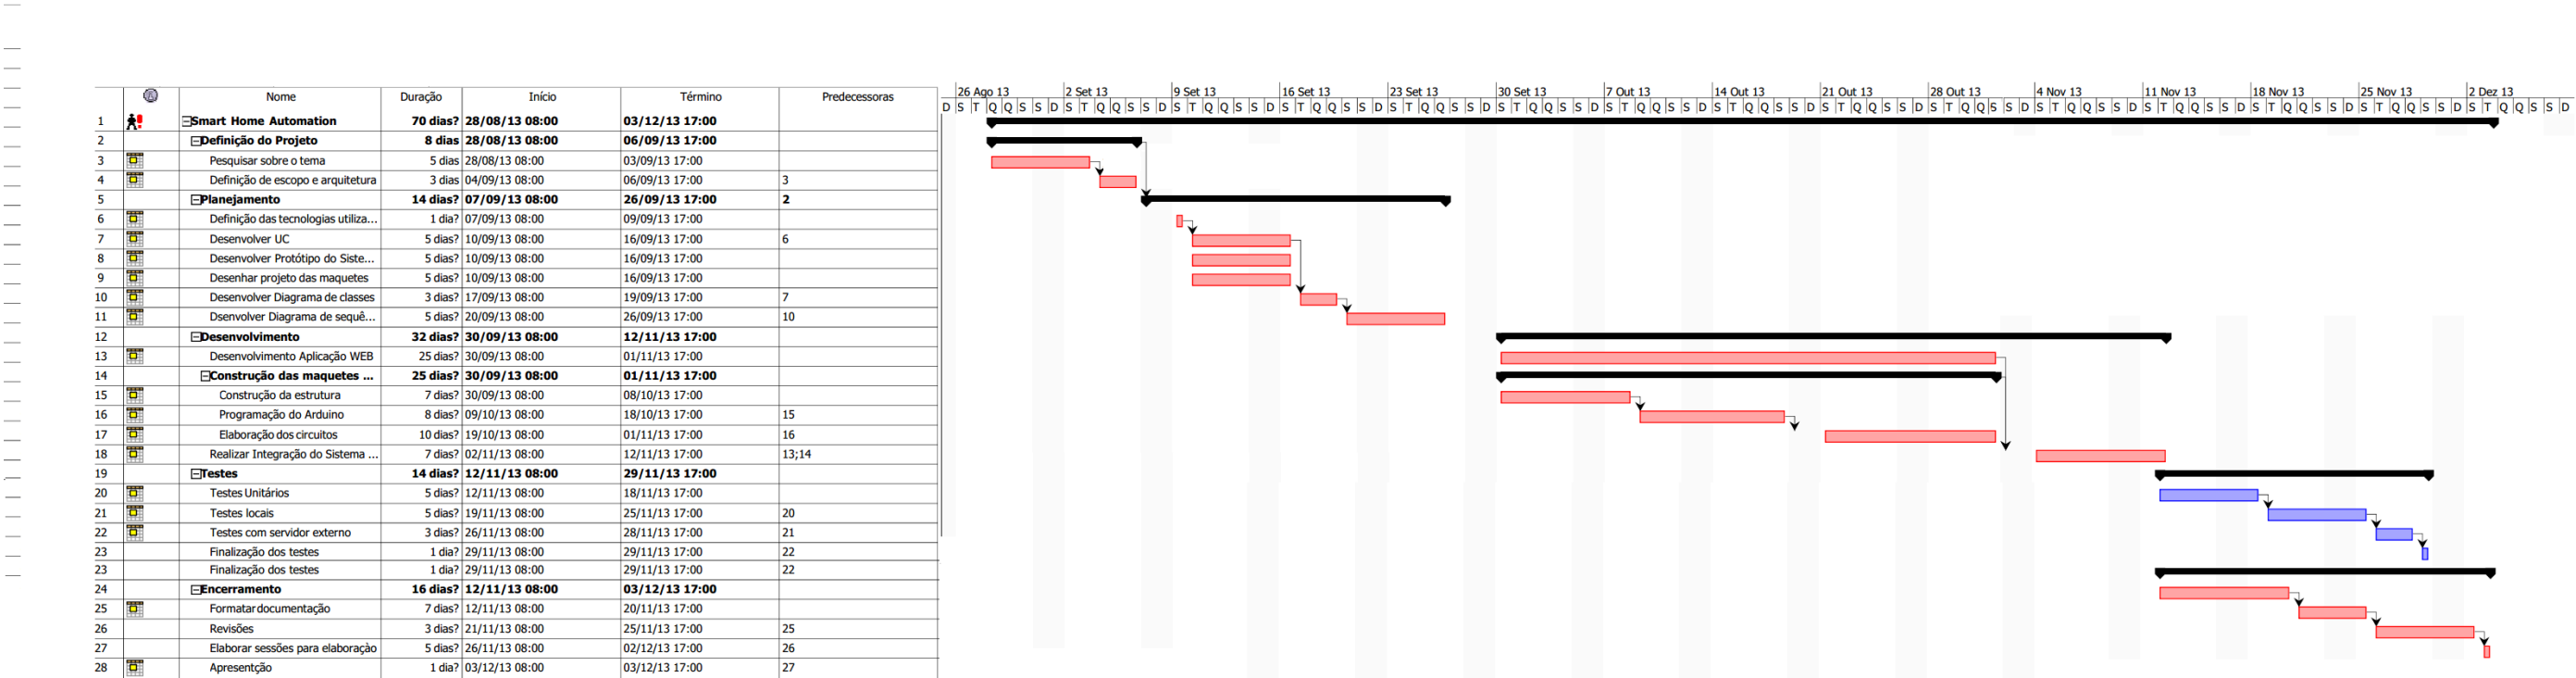 26 Ago 13 2 Set 13 9 Set 13 16 Set 13 23 Set 13 30 Set 13 7 Out 13 14 Out 13 21 Out 13 28 Out 13 4 Nov 13 11 Nov 13 18 Nov 13 25 Nov 13 2 Dez 13
Nome Duração Início Término Predecessoras D S T Q Q S S D S T Q Q S S D S T Q Q S S D S T Q Q S S D S T Q Q S S D S T Q Q S S D S T Q Q S S D S T Q Q S S D S T Q Q S S D S T Q Q S S D S T Q Q S S D S T Q Q S S D S T Q Q S S D S T Q Q S S D S T Q Q S S D
1 Smart Home Automation 70 dias? 28/08/13 08:00 03/12/13 17:00
2 Definição do Projeto 8 dias 28/08/13 08:00 06/09/13 17:00
3 Pesquisar sobre o tema 5 dias 28/08/13 08:00 03/09/13 17:00
4 Definição de escopo e arquitetura 3 dias 04/09/13 08:00 06/09/13 17:00 3
5 Planejamento 14 dias? 07/09/13 08:00 26/09/13 17:00 2
6 Definição das tecnologias utiliza... 1 dia? 07/09/13 08:00 09/09/13 17:00
7 Desenvolver UC 5 dias? 10/09/13 08:00 16/09/13 17:00 6
8 Desenvolver Protótipo do Siste... 5 dias? 10/09/13 08:00 16/09/13 17:00
9 Desenhar projeto das maquetes 5 dias? 10/09/13 08:00 16/09/13 17:00
10 Desenvolver Diagrama de classes 3 dias? 17/09/13 08:00 19/09/13 17:00 7
11 Dsenvolver Diagrama de sequê... 5 dias? 20/09/13 08:00 26/09/13 17:00 10
12 Desenvolvimento 32 dias? 30/09/13 08:00 12/11/13 17:00
13 Desenvolvimento Aplicação WEB 25 dias? 30/09/13 08:00 01/11/13 17:00
14 Construção das maquetes ... 25 dias? 30/09/13 08:00 01/11/13 17:00
15 Construção da estrutura 7 dias? 30/09/13 08:00 08/10/13 17:00
16 Programação do Arduino 8 dias? 09/10/13 08:00 18/10/13 17:00 15
17 Elaboração dos circuitos 10 dias? 19/10/13 08:00 01/11/13 17:00 16
18 Realizar Integração do Sistema ... 7 dias? 02/11/13 08:00 12/11/13 17:00 13;14
19 Testes 14 dias? 12/11/13 08:00 29/11/13 17:00
20 Testes Unitários 5 dias? 12/11/13 08:00 18/11/13 17:00
21 Testes locais 5 dias? 19/11/13 08:00 25/11/13 17:00 20
22 Testes com servidor externo 3 dias? 26/11/13 08:00 28/11/13 17:00 21
23 Finalização dos testes 1 dia? 29/11/13 08:00 29/11/13 17:00 22
23 Finalização dos testes 1 dia? 29/11/13 08:00 29/11/13 17:00 22
24 Encerramento 16 dias? 12/11/13 08:00 03/12/13 17:00
25 Formatar documentação 7 dias? 12/11/13 08:00 20/11/13 17:00
26 Revisões 3 dias? 21/11/13 08:00 25/11/13 17:00 25
27 Elaborar sessões para elaboração 5 dias? 26/11/13 08:00 02/12/13 17:00 26
28 Apresentção 1 dia? 03/12/13 08:00 03/12/13 17:00 27